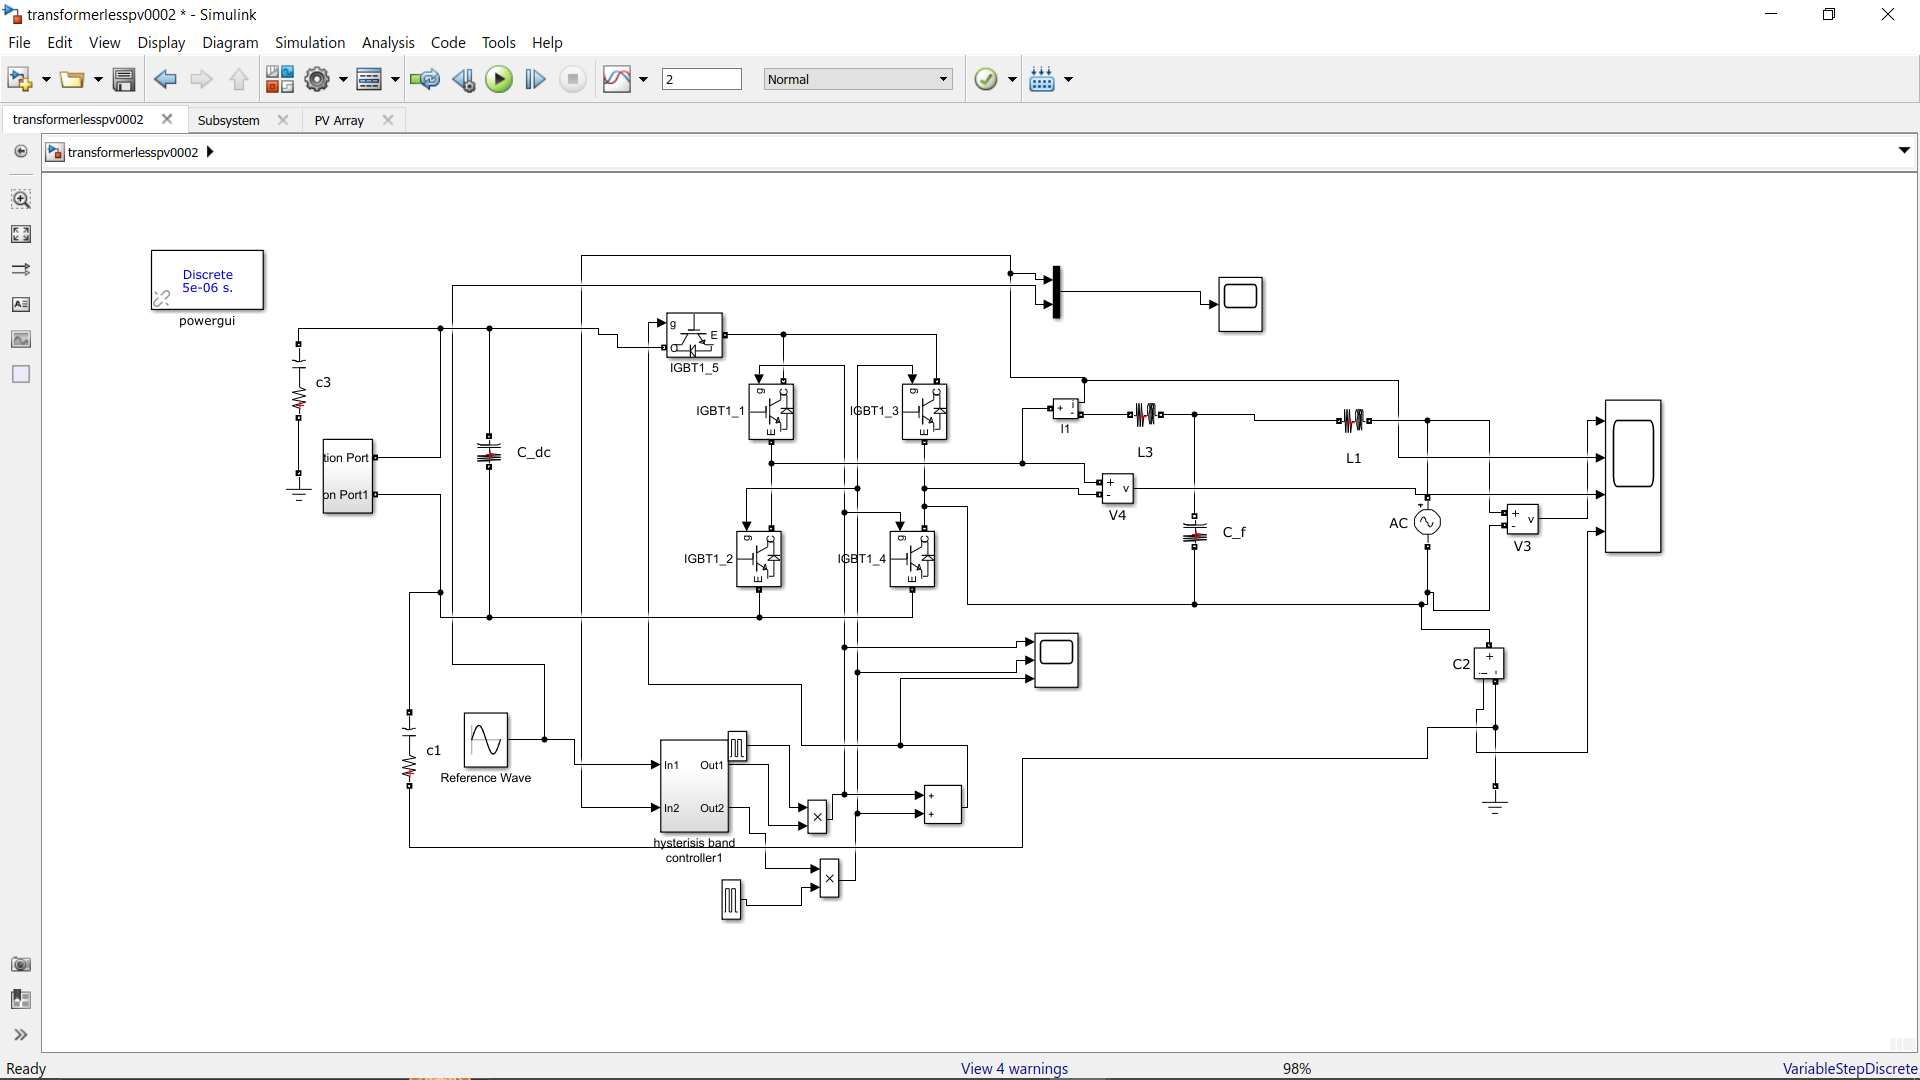 transformerlesspv0002 * - Simulink
File Edit View Display Diagram Simulation Analysis Code Tools Help
2
Normal
transformerlesspv0002
Subsystem
PV Array
transformerlesspv0002
Discrete
5e-06 s.
powergui
g
E
C
IGBT1_5
c3
g
C
E
IGBT1_1
g
C
E
IGBT1_3
+
i
-
I1
L3
L1
tion Port
on Port1
C_dc
+
-
v
V4
g
C
E
IGBT1_2
g
C
E
IGBT1_4
C_f
+
AC
+
-
v
V3
+
i
-
C2
c1
Reference Wave
In1
In2
Out1
Out2
hysterisis band
controller1
×
+
+
×
Ready
View 4 warnings
98%
VariableStepDiscrete